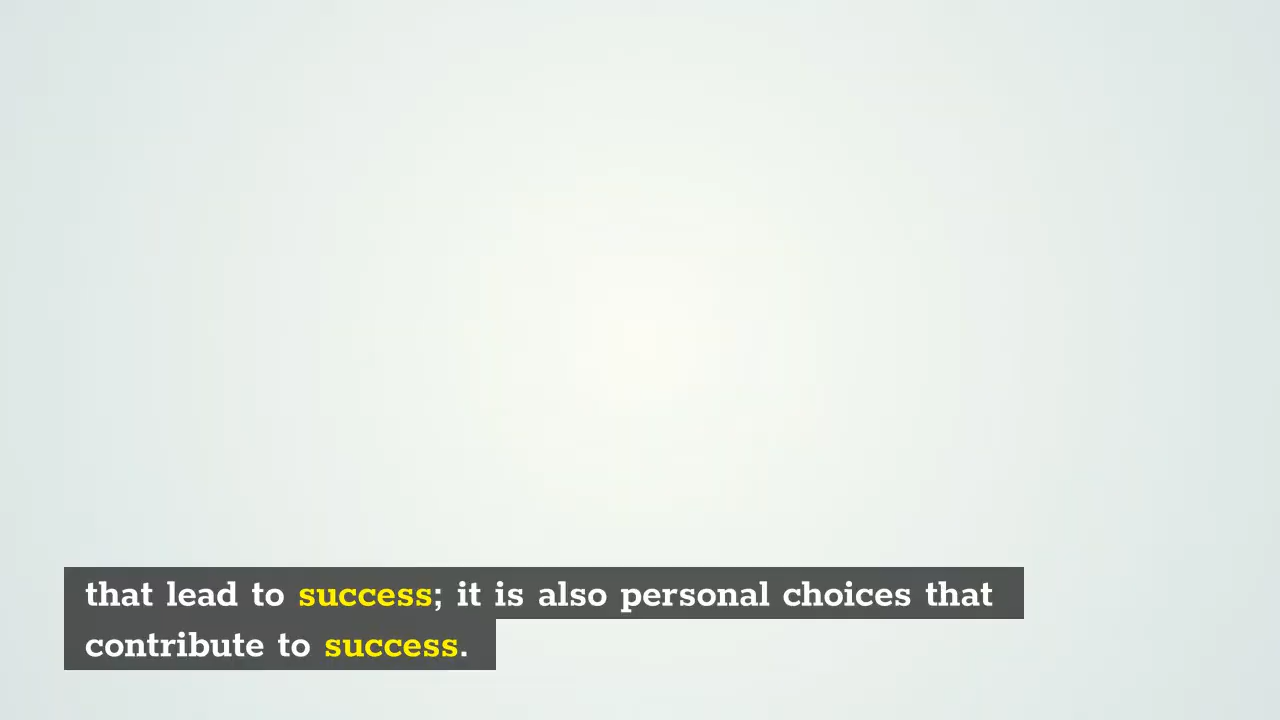 that lead to success; it is also personal choices that
contribute to success.